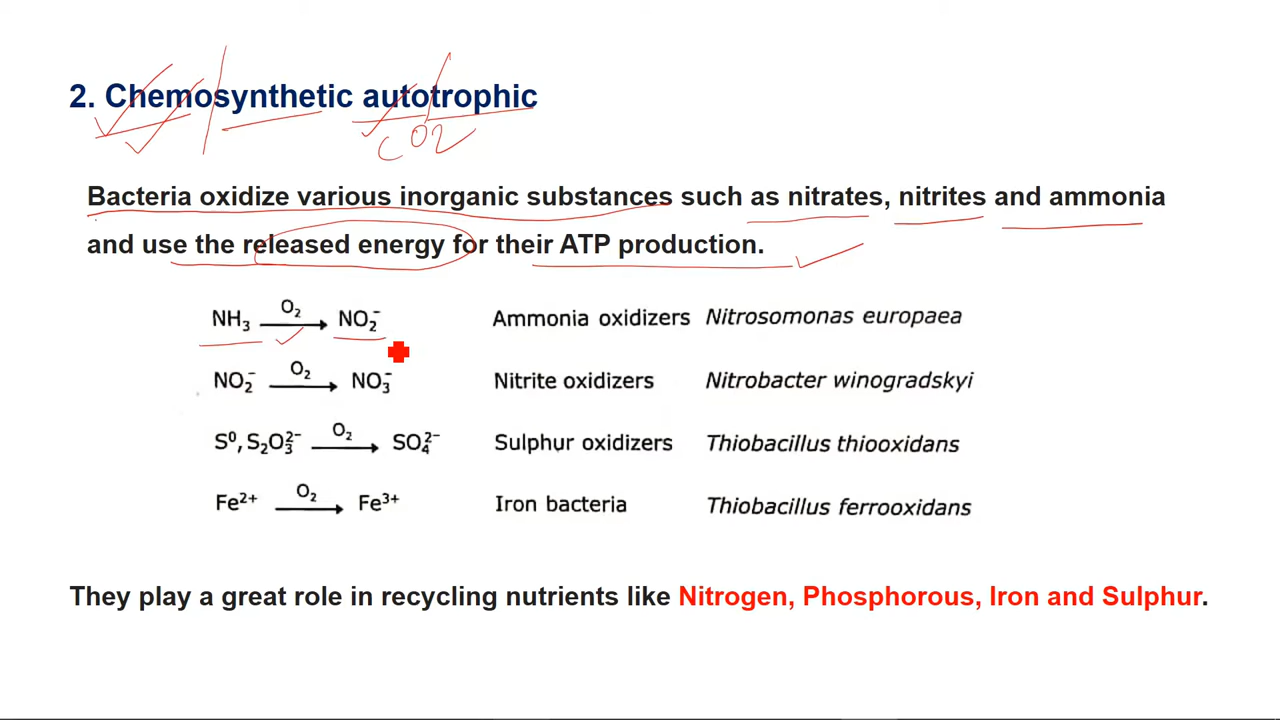 2. Chemosynthetic autotrophic
CO2
Bacteria oxidize various inorganic substances such as nitrates, nitrites and ammonia
and use the released energy for their ATP production.
NH₃ —O₂→ NO₂⁻ Ammonia oxidizers Nitrosomonas europaea
NO₂⁻ —O₂→ NO₃⁻ Nitrite oxidizers Nitrobacter winogradskyi
S⁰, S₂O₃²⁻ —O₂→ SO₄²⁻ Sulphur oxidizers Thiobacillus thiooxidans
Fe²⁺ —O₂→ Fe³⁺ Iron bacteria Thiobacillus ferrooxidans
They play a great role in recycling nutrients like Nitrogen, Phosphorous, Iron and Sulphur.